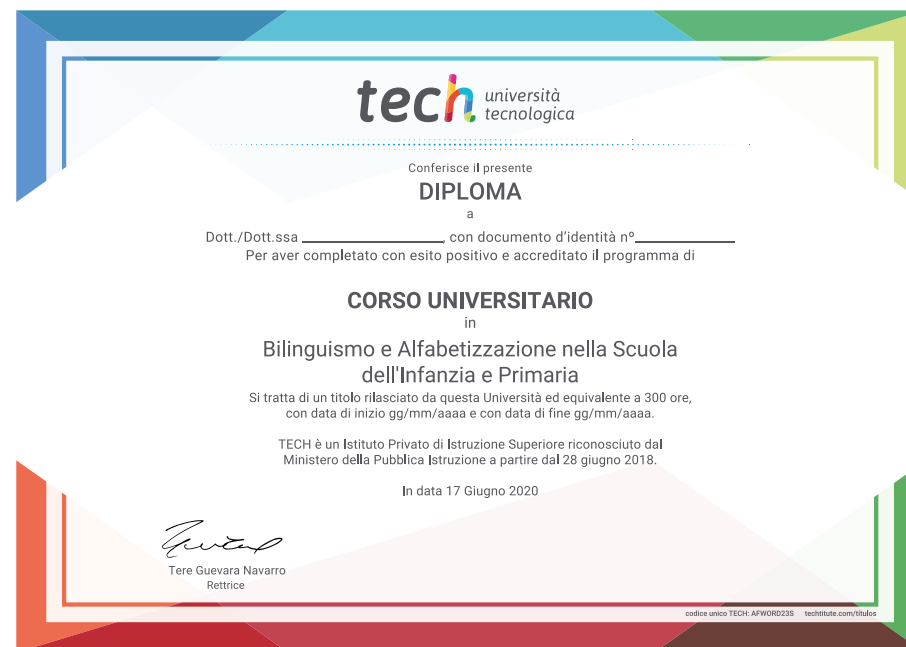 tech università
tecnologica
Conferisce il presente
DIPLOMA
a
Dott./Dott.ssa ____________________, con documento d'identità nº______________
Per aver completato con esito positivo e accreditato il programma di
CORSO UNIVERSITARIO
in
Bilinguismo e Alfabetizzazione nella Scuola
dell'Infanzia e Primaria
Si tratta di un titolo rilasciato da questa Università ed equivalente a 300 ore,
con data di inizio gg/mm/aaaa e con data di fine gg/mm/aaaa.
TECH è un Istituto Privato di Istruzione Superiore riconosciuto dal
Ministero della Pubblica Istruzione a partire dal 28 giugno 2018.
In data 17 Giugno 2020
Tere Guevara Navarro
Rettrice
codice unico TECH: AFWORD23S techtitute.com/titulos